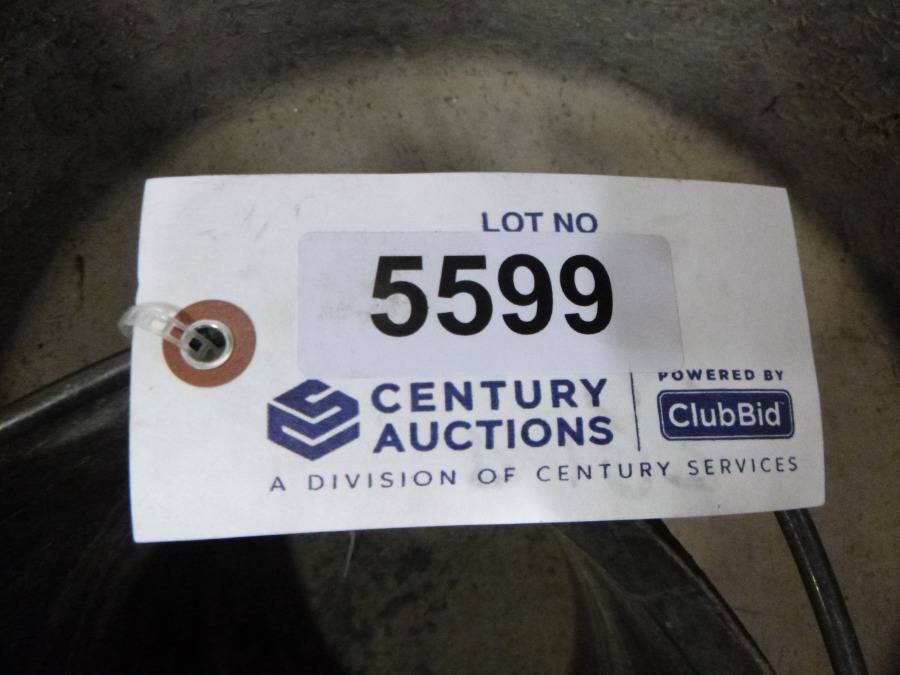 LOT NO
5599
CENTURY
AUCTIONS
POWERED BY
ClubBid
A DIVISION OF CENTURY SERVICES